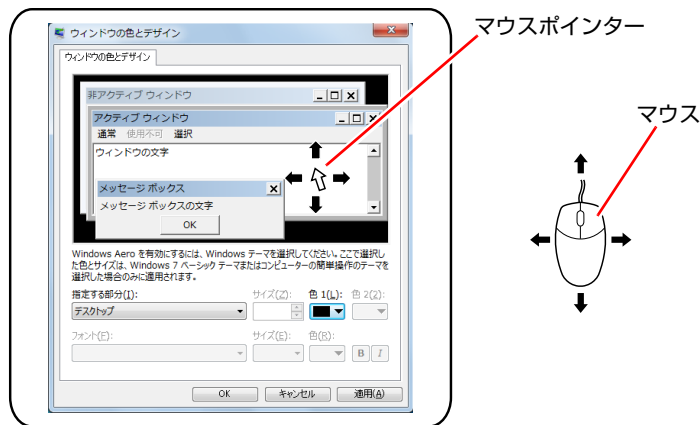 ウィンドウの色とデザイン
マウスポインター
ウィンドウの色とデザイン
非アクティブ ウィンドウ
アクティブ ウィンドウ
通常 使用不可 選択
ウィンドウの文字
メッセージ ボックス
メッセージ ボックスの文字
OK
マウス
Windows Aero を有効にするには、Windows テーマを選択してください。ここで選択し
た色とサイズは、Windows 7 ベーシック テーマまたはコンピューターの簡単操作のテーマを
選択した場合のみに適用されます。
指定する部分(I): サイズ(Z): 色 1(L): 色 2(2):
デスクトップ
フォント(F): サイズ(E): 色(R):
B I
OK キャンセル 適用(A)